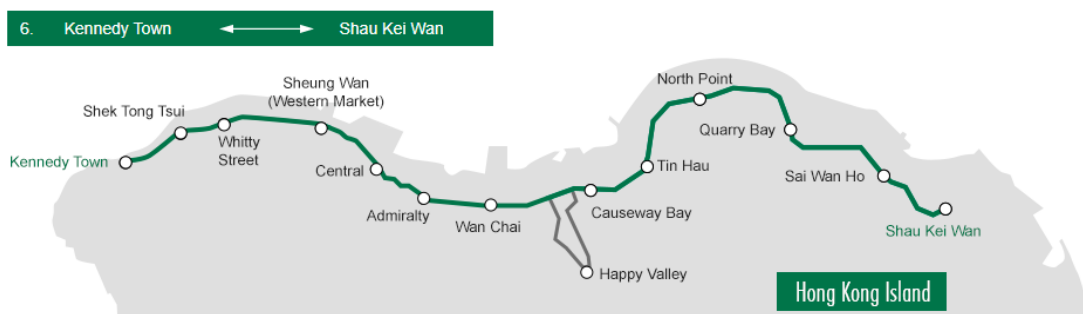 6. Kennedy Town Shau Kei Wan
Sheung Wan
(Western Market)
Shek Tong Tsui
Whitty
Street
Kennedy Town
Central
Admiralty
Wan Chai
Causeway Bay
Happy Valley
Tin Hau
North Point
Quarry Bay
Sai Wan Ho
Shau Kei Wan
Hong Kong Island